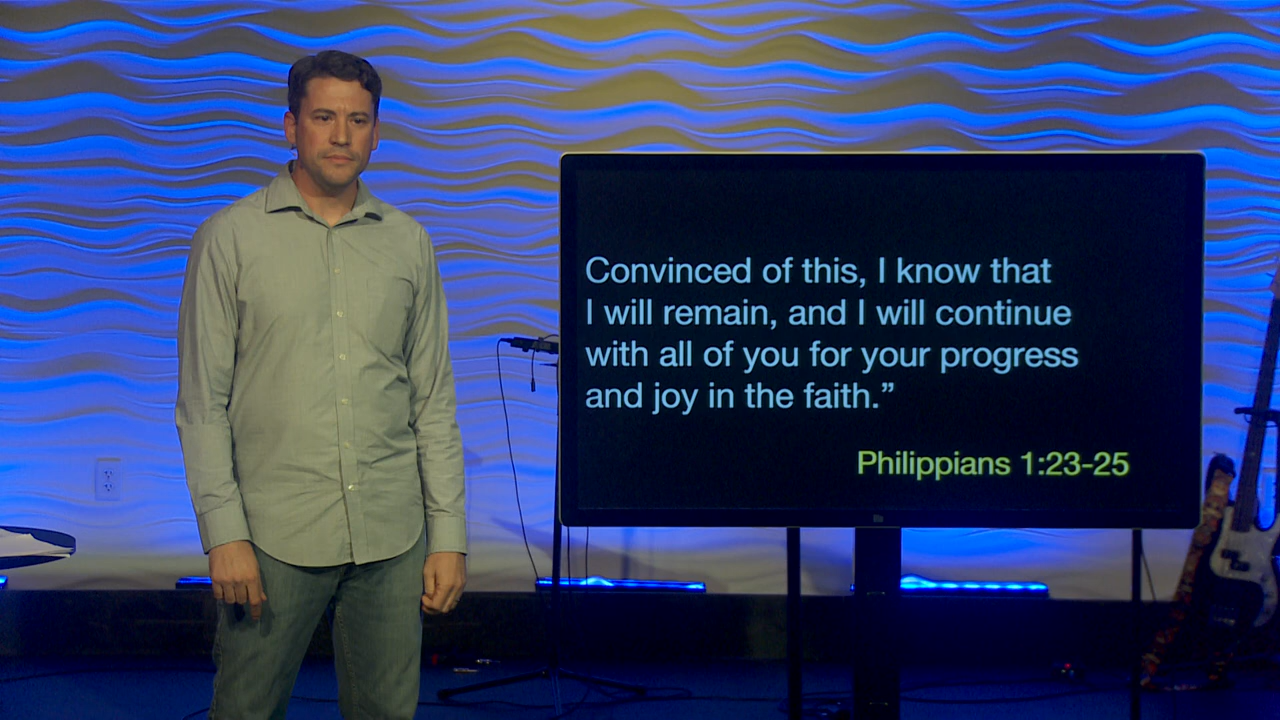 Convinced of this, I know that
I will remain, and I will continue
with all of you for your progress
and joy in the faith.”
Philippians 1:23-25